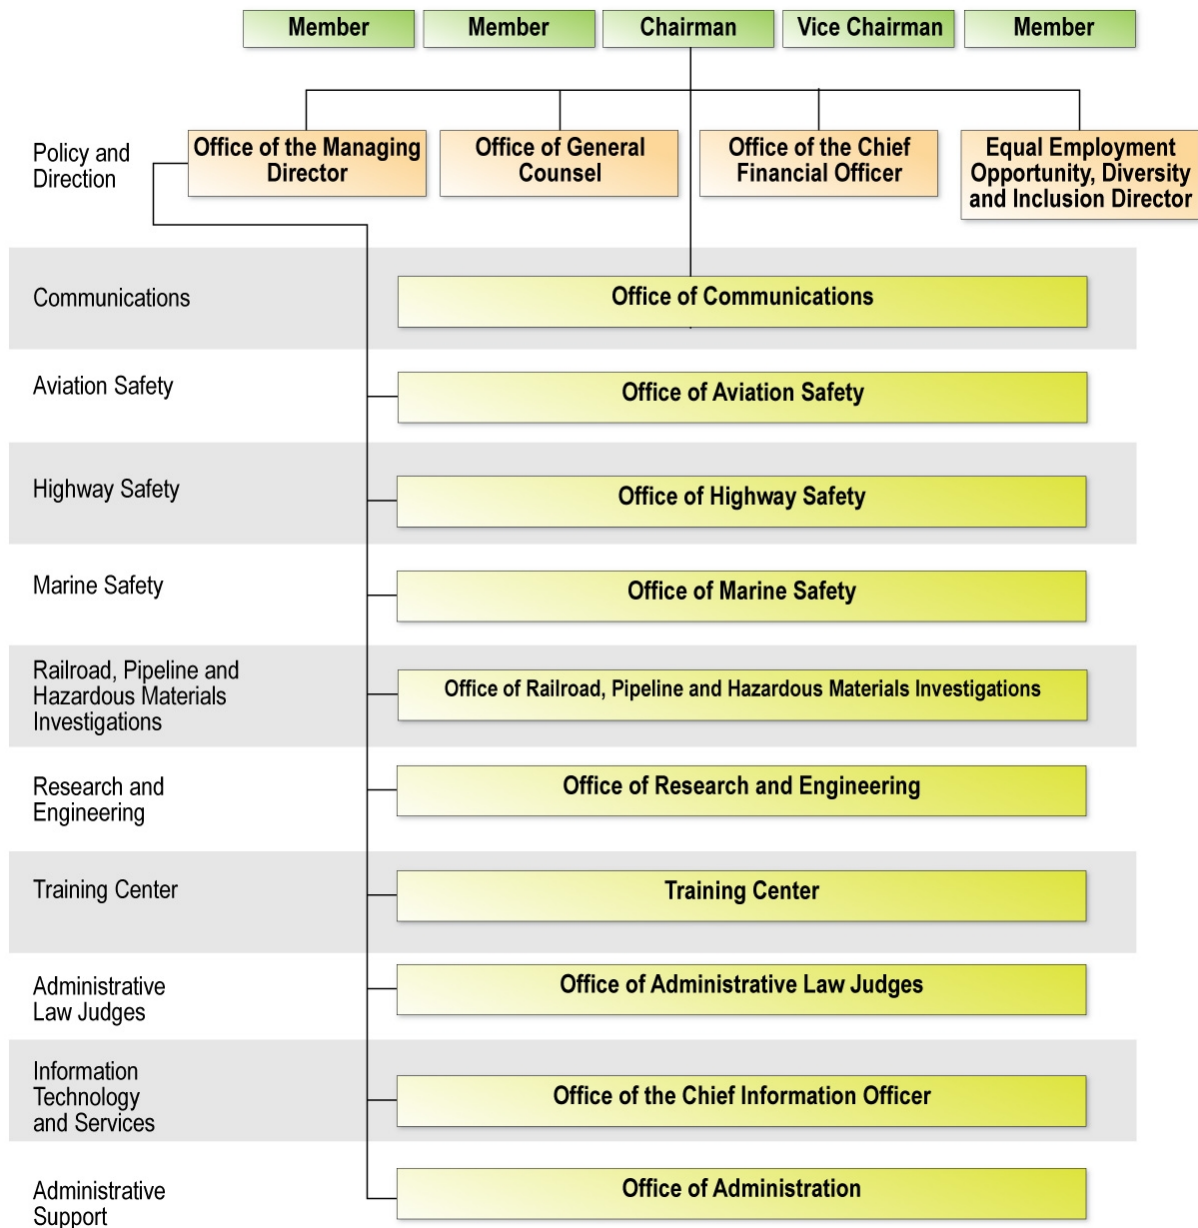 Member
Member
Chairman
Vice Chairman
Member
Policy and
Direction
Office of the Managing
Director
Office of General
Counsel
Office of the Chief
Financial Officer
Equal Employment
Opportunity, Diversity
and Inclusion Director
Communications
Office of Communications
Aviation Safety
Office of Aviation Safety
Highway Safety
Office of Highway Safety
Marine Safety
Office of Marine Safety
Railroad, Pipeline and
Hazardous Materials
Investigations
Office of Railroad, Pipeline and Hazardous Materials Investigations
Research and
Engineering
Office of Research and Engineering
Training Center
Training Center
Administrative
Law Judges
Office of Administrative Law Judges
Information
Technology
and Services
Office of the Chief Information Officer
Administrative
Support
Office of Administration